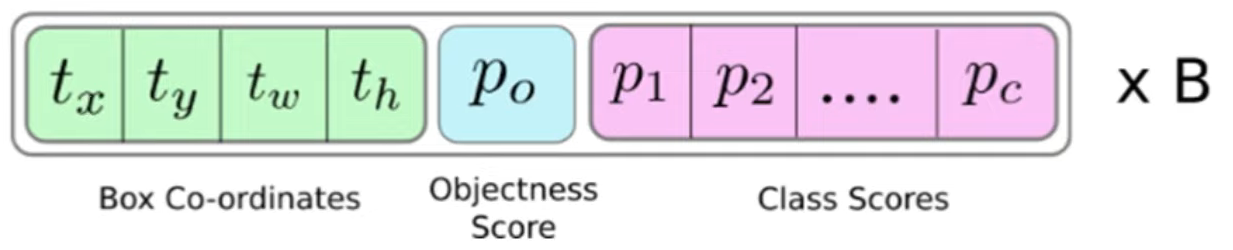 t_x t_y t_w t_h p_o p_1 p_2 .... p_c x B
Box Co-ordinates
Objectness
Score
Class Scores